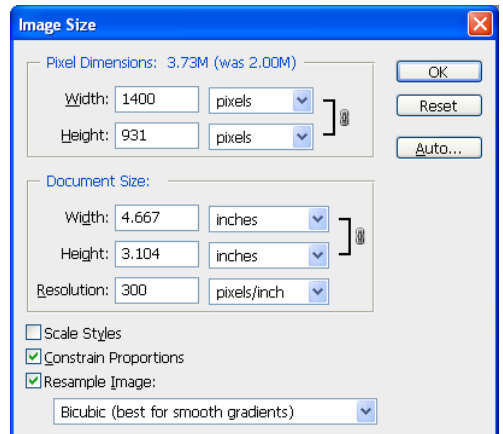 Image Size
Pixel Dimensions: 3.73M (was 2.00M)
OK
Width: 1400 pixels
Reset
Height: 931 pixels
Auto...
Document Size:
Width: 4.667 inches
Height: 3.104 inches
Resolution: 300 pixels/inch
Scale Styles
Constrain Proportions
Resample Image:
Bicubic (best for smooth gradients)